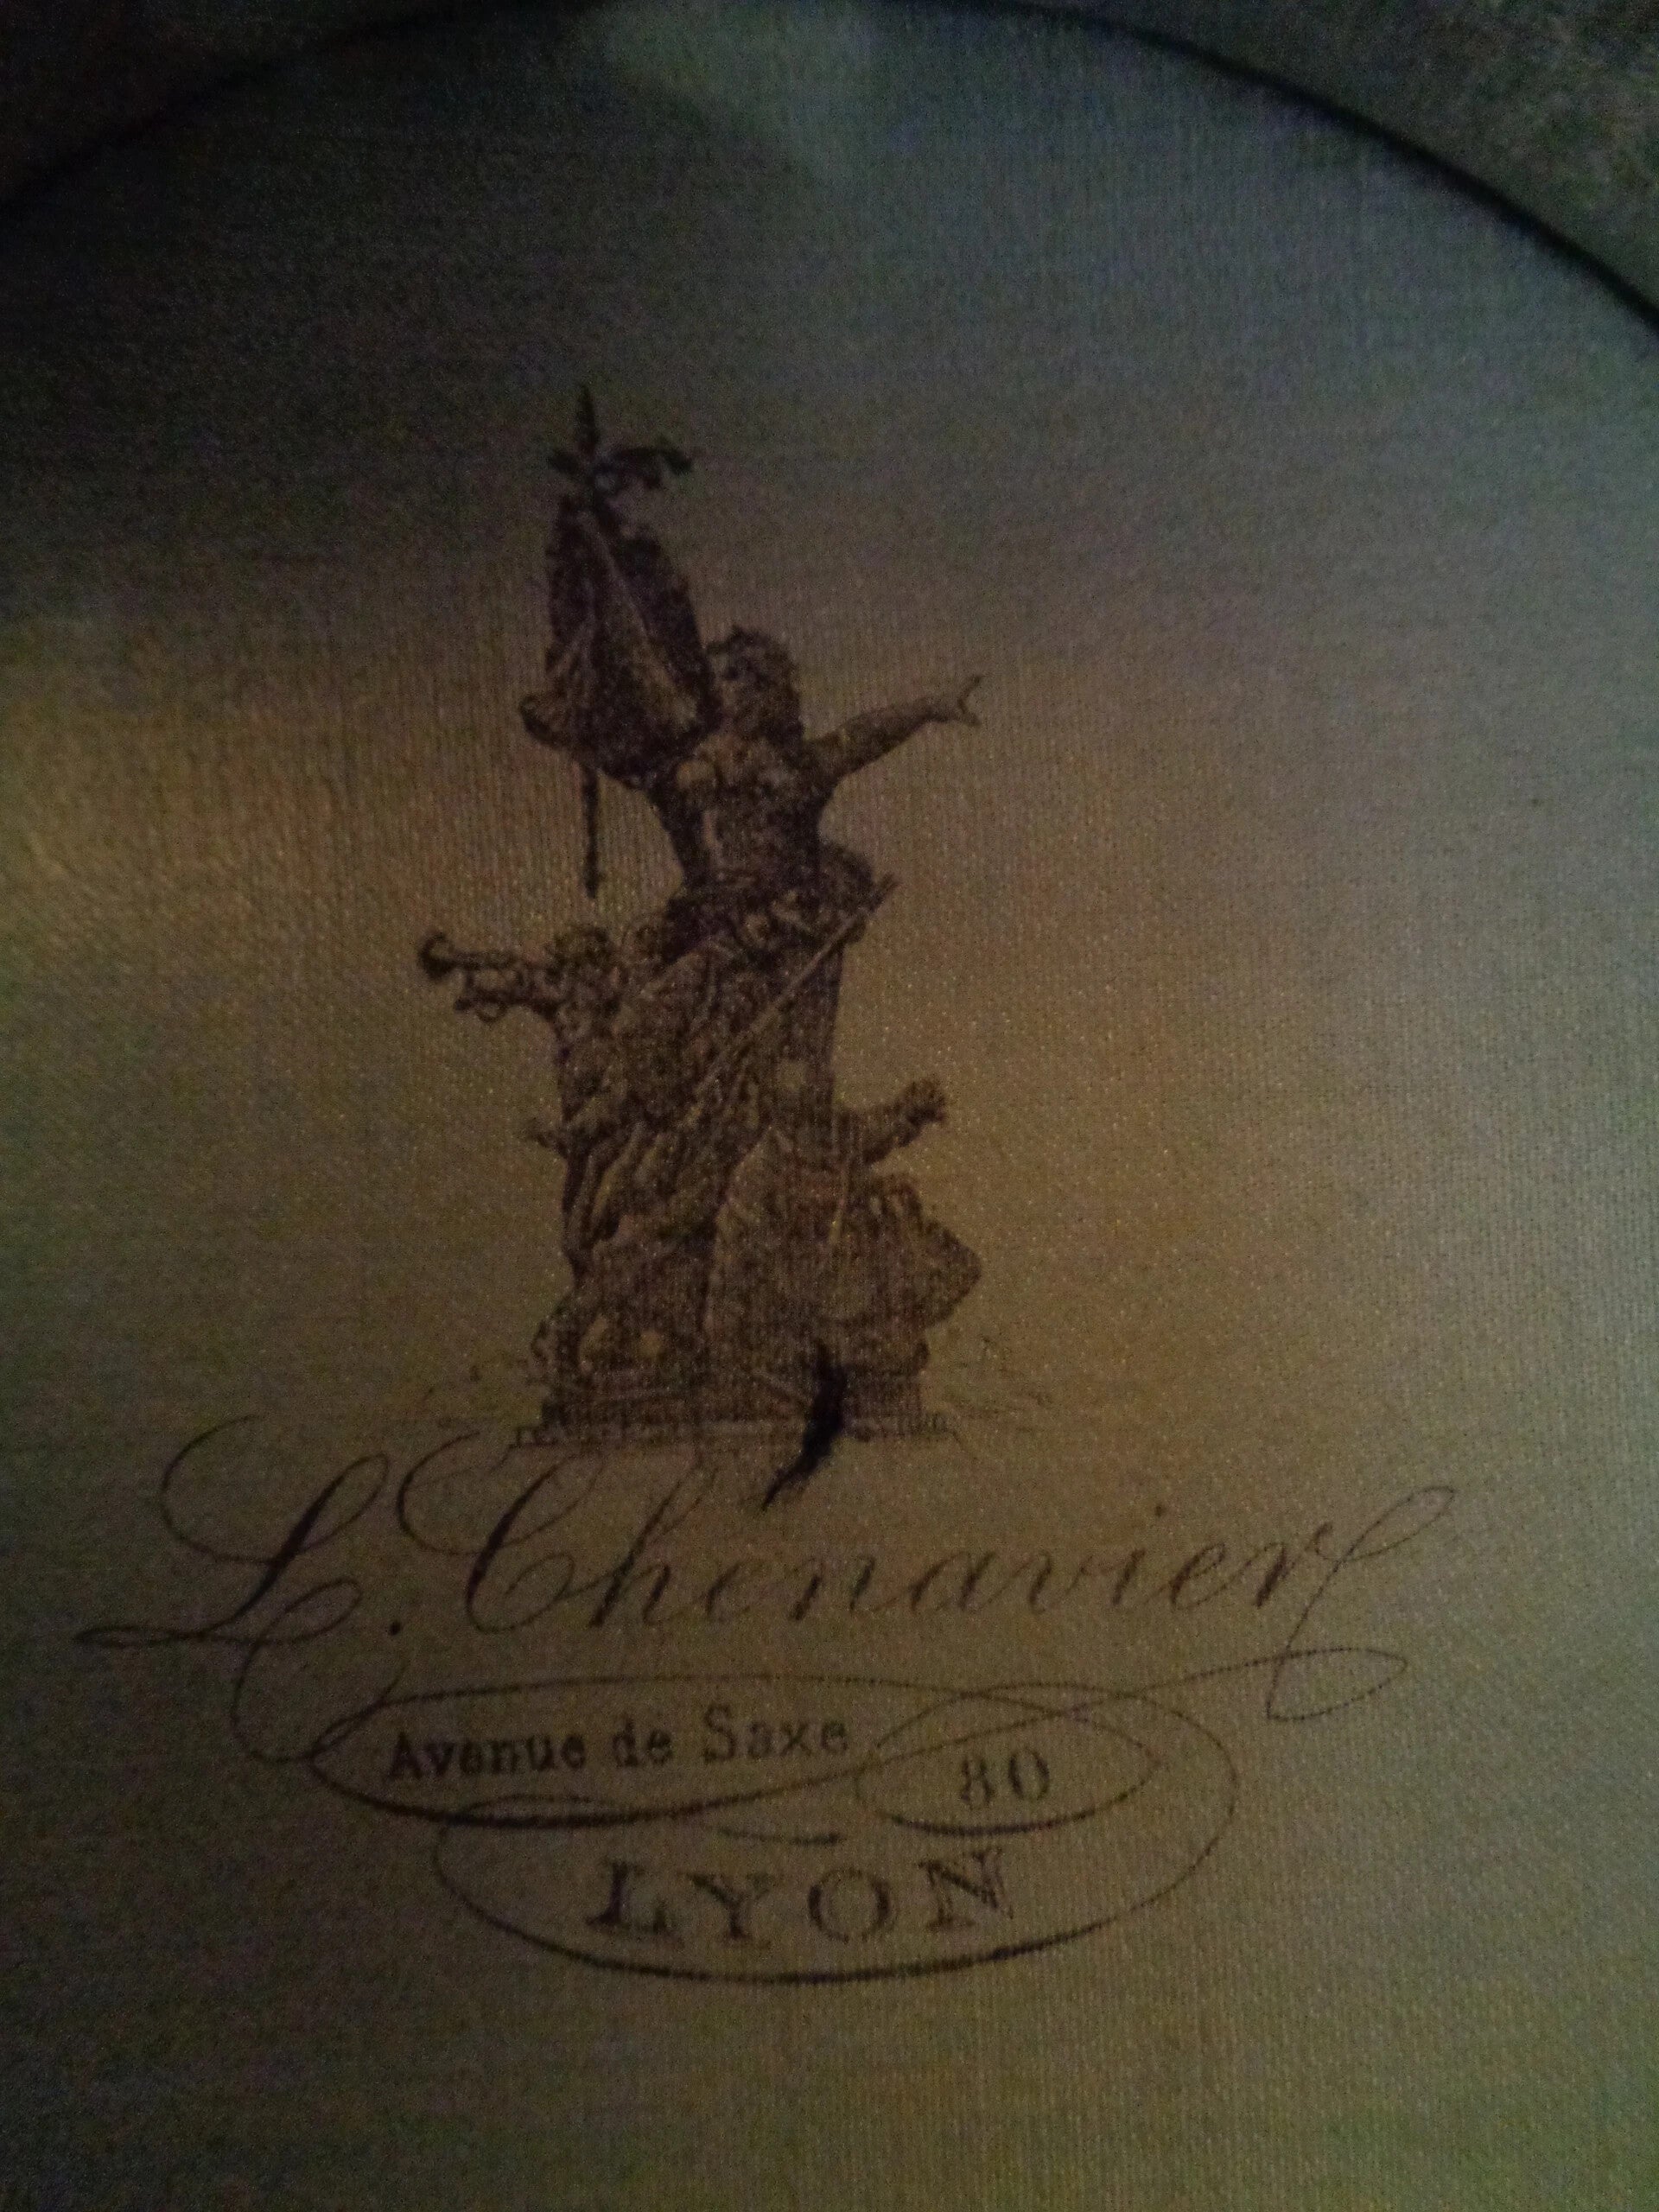 L. Chenavier
Avenue de Saxe 80
LYON